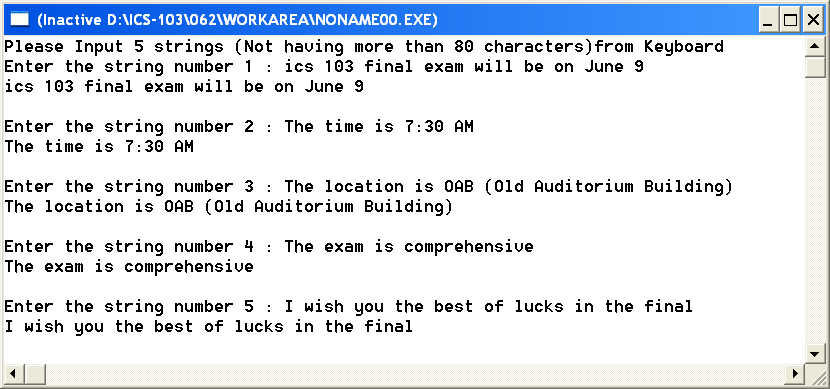 (Inactive D:\ICS-103\062\WORKAREA\NONAME00.EXE)
Please Input 5 strings (Not having more than 80 characters)from Keyboard
Enter the string number 1 : ics 103 final exam will be on June 9
ics 103 final exam will be on June 9
Enter the string number 2 : The time is 7:30 AM
The time is 7:30 AM
Enter the string number 3 : The location is OAB (Old Auditorium Building)
The location is OAB (Old Auditorium Building)
Enter the string number 4 : The exam is comprehensive
The exam is comprehensive
Enter the string number 5 : I wish you the best of lucks in the final
I wish you the best of lucks in the final